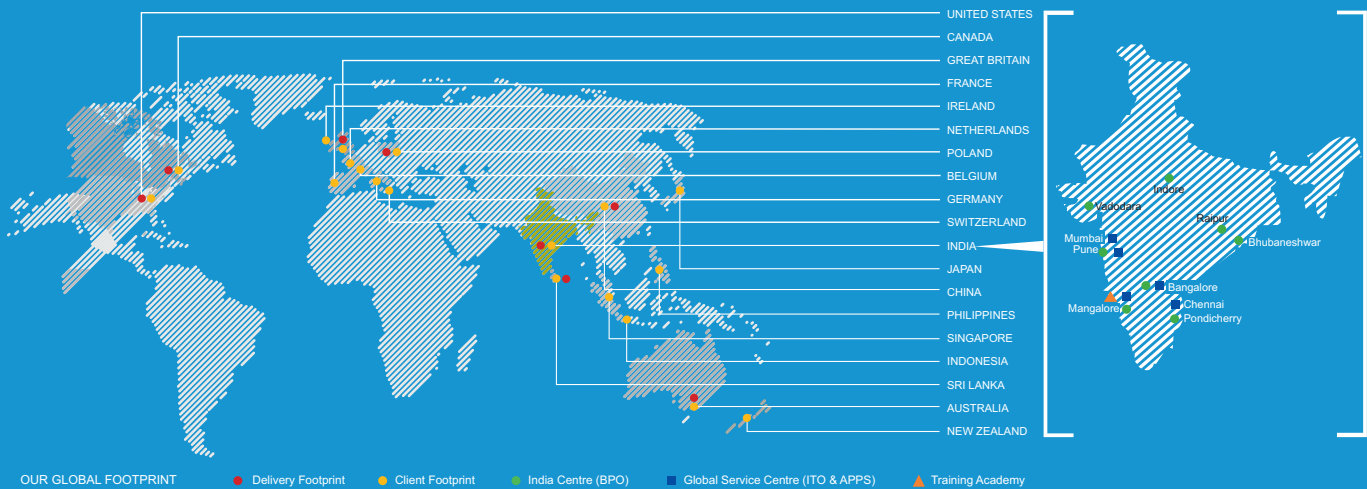 UNITED STATES
CANADA
GREAT BRITAIN
FRANCE
IRELAND
NETHERLANDS
POLAND
BELGIUM
GERMANY
SWITZERLAND
INDIA
JAPAN
CHINA
PHILIPPINES
SINGAPORE
INDONESIA
SRI LANKA
AUSTRALIA
NEW ZEALAND
Indore
Vadodara
Raipur
Mumbai
Bhubaneshwar
Pune
Bangalore
Mangalore
Chennai
Pondicherry
OUR GLOBAL FOOTPRINT Delivery Footprint Client Footprint India Centre (BPO) Global Service Centre (ITO & APPS) Training Academy